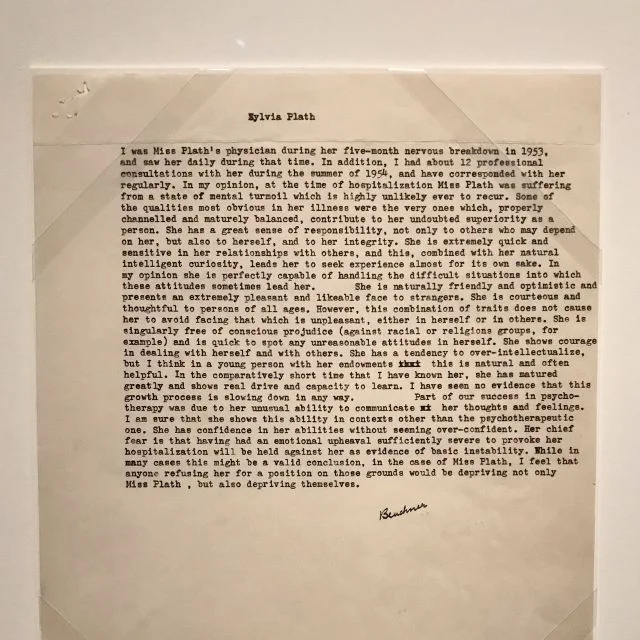 Sylvia Plath
I was Miss Plath's physician during her five-month nervous breakdown in 1953,
and saw her daily during that time. In addition, I had about 12 professional
consultations with her during the summer of 1954, and have corresponded with her
regularly. In my opinion, at the time of hospitalization Miss Plath was suffering
from a state of mental turmoil which is highly unlikely ever to recur. Some of
the qualities most obvious in her illness were the very ones which, properly
channelled and maturely balanced, contribute to her undoubted superiority as a
person. She has a great sense of responsibility, not only to others who may depend
on her, but also to herself, and to her integrity. She is extremely quick and
sensitive in her relationships with others, and this, combined with her natural
intelligent curiosity, leads her to seek experience almost for its own sake. In
my opinion she is perfectly capable of handling the difficult situations into which
these attitudes sometimes lead her. She is naturally friendly and optimistic and
presents an extremely pleasant and likeable face to strangers. She is courteous and
thoughtful to persons of all ages. However, this combination of traits does not cause
her to avoid facing that which is unpleasant, either in herself or in others. She is
singularly free of conscious projudice (against racial or religions groups, for
example) and is quick to spot any unreasonable attitudes in herself. She shows courage
in dealing with herself and with others. She has a tendency to over-intellectualize,
but I think in a young person with her endowments this is natural and often
helpful. In the comparatively short time that I have known her, she has matured
greatly and shows real drive and capacity to learn. I have seen no evidence that this
growth process is slowing down in any way. Part of our success in psycho-
therapy was due to her unusual ability to communicate her thoughts and feelings.
I am sure that she shows this ability in contexts other than the psychotherapeutic
one. She has confidence in her abilities without seeming over-confident. Her chief
fear is that having had an emotional upheaval sufficiently severe to provoke her
hospitalization will be held against her as evidence of basic instability. While in
many cases this might be a valid conclusion, in the case of Miss Plath, I feel that
anyone refusing her for a position on those grounds would be depriving not only
Miss Plath , but also depriving themselves.
Beuchner